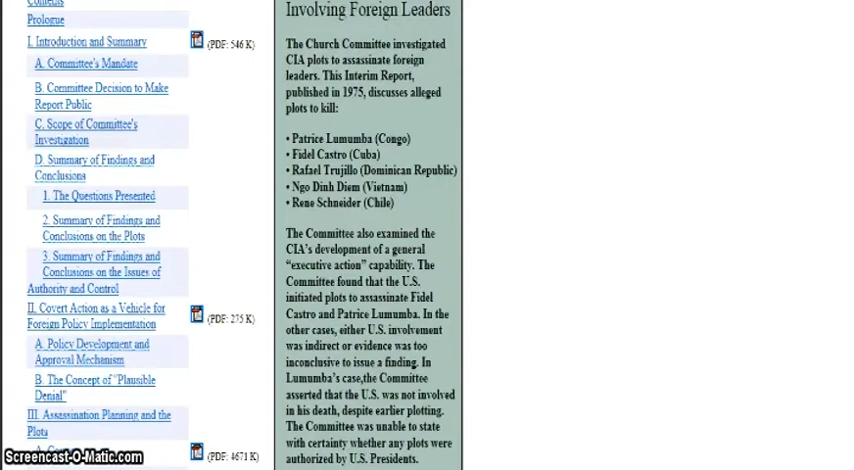 Contents
Prologue
I. Introduction and Summary
(PDF: 546 K)
A. Committee's Mandate
B. Committee Decision to Make
Report Public
C. Scope of Committee's
Investigation
D. Summary of Findings and
Conclusions
1. The Questions Presented
2. Summary of Findings and
Conclusions on the Plots
3. Summary of Findings and
Conclusions on the Issues of
Authority and Control
II. Covert Action as a Vehicle for
Foreign Policy Implementation
(PDF: 275 K)
A. Policy Development and
Approval Mechanism
B. The Concept of "Plausible
Denial"
III. Assassination Planning and the
Plots
(PDF: 4671 K)
Screencast-O-Matic.com
Involving Foreign Leaders
The Church Committee investigated
CIA plots to assassinate foreign
leaders. This Interim Report,
published in 1975, discusses alleged
plots to kill:
• Patrice Lumumba (Congo)
• Fidel Castro (Cuba)
• Rafael Trujillo (Dominican Republic)
• Ngo Dinh Diem (Vietnam)
• Rene Schneider (Chile)
The Committee also examined the
CIA's development of a general
“executive action” capability. The
Committee found that the U.S.
initiated plots to assassinate Fidel
Castro and Patrice Lumumba. In the
other cases, either U.S. involvement
was indirect or evidence was too
inconclusive to issue a finding. In
Lumumba's case,the Committee
asserted that the U.S. was not involved
in his death, despite earlier plotting.
The Committee was unable to state
with certainty whether any plots were
authorized by U.S. Presidents.